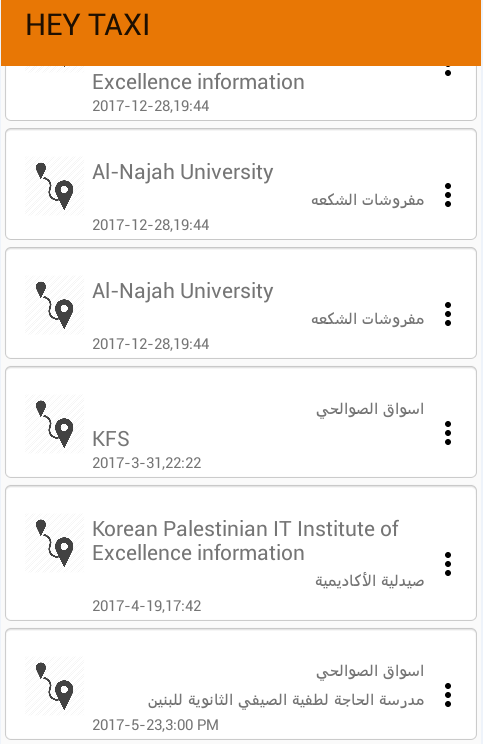 HEY TAXI
Excellence information
2017-12-28,19:44
Al-Najah University
مفروشات الشكعه
2017-12-28,19:44
Al-Najah University
مفروشات الشكعه
2017-12-28,19:44
اسواق الصوالحي
KFS
2017-3-31,22:22
Korean Palestinian IT Institute of
Excellence information
صيدلية الأكاديمية
2017-4-19,17:42
اسواق الصوالحي
مدرسة الحاجة لطفية الصيفي الثانوية للبنين
2017-5-23,3:00 PM